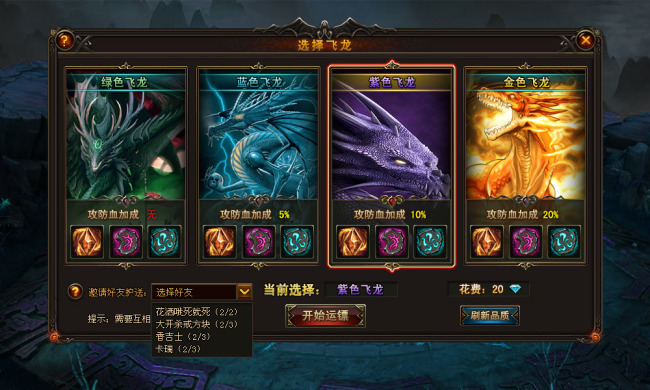 选择飞龙
绿色飞龙
蓝色飞龙
紫色飞龙
金色飞龙
攻防血加成 无
攻防血加成 5%
攻防血加成 10%
攻防血加成 20%
邀请好友护送：
选择好友
当前选择：
紫色飞龙
花费：20
花洒哦死就死（2/2）
大开杀戒方块（2/3）
香吉士（2/3）
卡瑞（2/3）
提示：需要互相
开始运镖
刷新品质